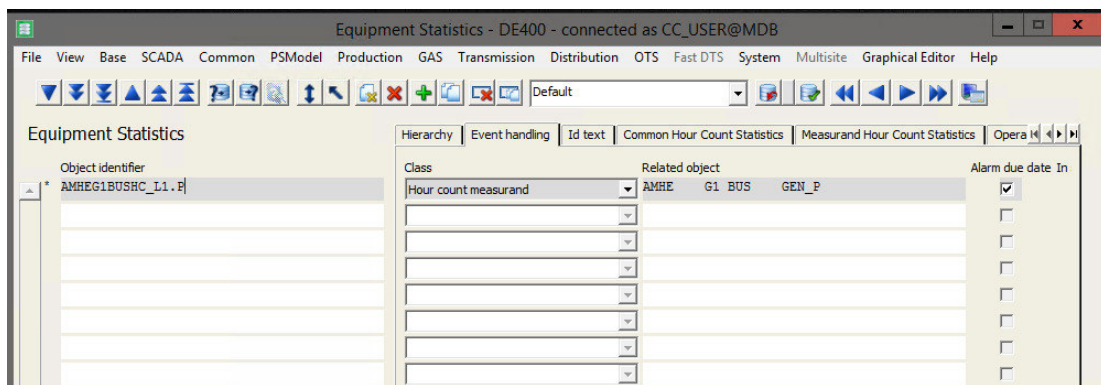 Equipment Statistics - DE400 - connected as CC_USER@MDB
File View Base SCADA Common PSModel Production GAS Transmission Distribution OTS Fast DTS System Multisite Graphical Editor Help
Default
Equipment Statistics
Hierarchy Event handling Id text Common Hour Count Statistics Measurand Hour Count Statistics Opera
Object identifier Class Related object Alarm due date In
* AMHEG1BUSHC_L1.P Hour count measurand AMHE G1 BUS GEN_P